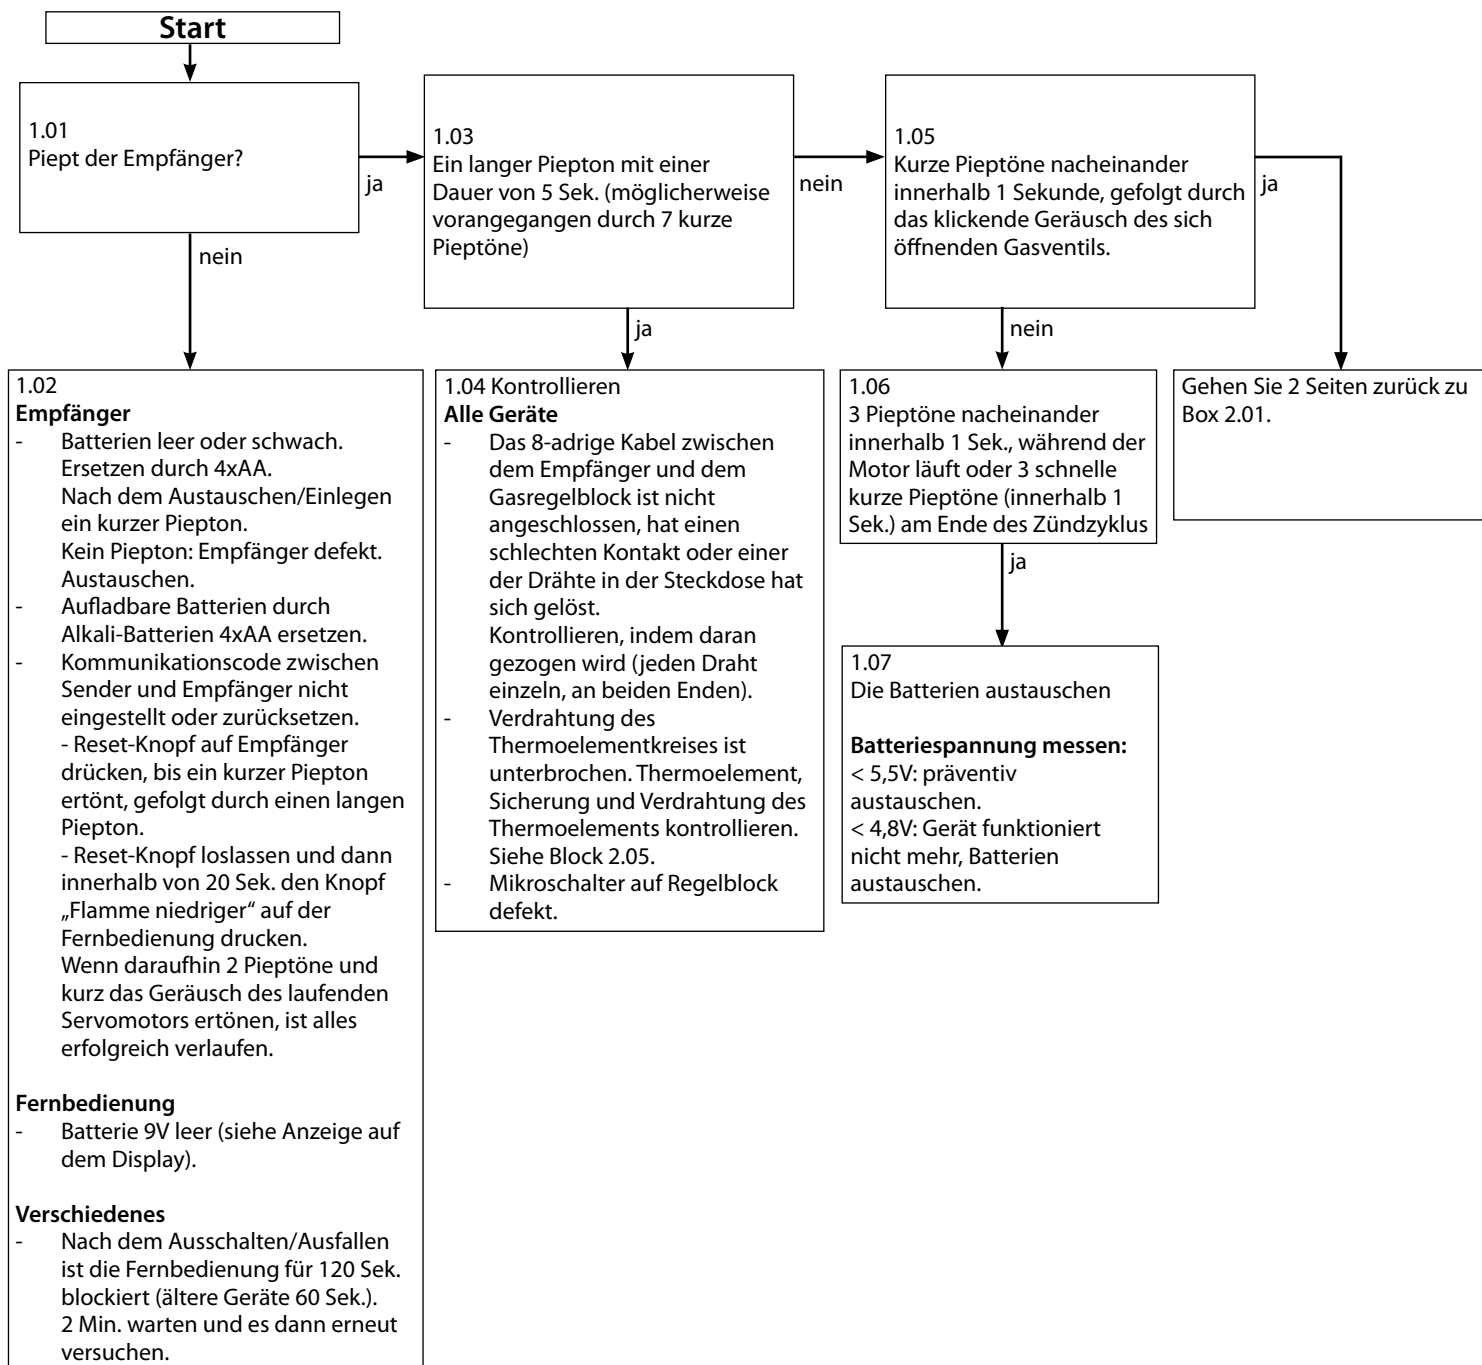 Start
1.01
Piept der Empfänger?
ja
nein
1.03
Ein langer Piepton mit einer
Dauer von 5 Sek. (möglicherweise
vorangegangen durch 7 kurze
Pieptöne)
nein
ja
1.05
Kurze Pieptöne nacheinander
innerhalb 1 Sekunde, gefolgt durch
das klickende Geräusch des sich
öffnenden Gasventils.
ja
nein
1.02
Empfänger
- Batterien leer oder schwach.
Ersetzen durch 4xAA.
Nach dem Austauschen/Einlegen
ein kurzer Piepton.
Kein Piepton: Empfänger defekt.
Austauschen.
- Aufladbare Batterien durch
Alkali-Batterien 4xAA ersetzen.
- Kommunikationscode zwischen
Sender und Empfänger nicht
eingestellt oder zurücksetzen.
- Reset-Knopf auf Empfänger
drücken, bis ein kurzer Piepton
ertönt, gefolgt durch einen langen
Piepton.
- Reset-Knopf loslassen und dann
innerhalb von 20 Sek. den Knopf
„Flamme niedriger“ auf der
Fernbedienung drucken.
Wenn daraufhin 2 Pieptöne und
kurz das Geräusch des laufenden
Servomotors ertönen, ist alles
erfolgreich verlaufen.
Fernbedienung
- Batterie 9V leer (siehe Anzeige auf
dem Display).
Verschiedenes
- Nach dem Ausschalten/Ausfallen
ist die Fernbedienung für 120 Sek.
blockiert (ältere Geräte 60 Sek.).
2 Min. warten und es dann erneut
versuchen.
1.04 Kontrollieren
Alle Geräte
- Das 8-adrige Kabel zwischen
dem Empfänger und dem
Gasregelblock ist nicht
angeschlossen, hat einen
schlechten Kontakt oder einer
der Drähte in der Steckdose hat
sich gelöst.
Kontrollieren, indem daran
gezogen wird (jeden Draht
einzeln, an beiden Enden).
- Verdrahtung des
Thermoelementkreises ist
unterbrochen. Thermoelement,
Sicherung und Verdrahtung des
Thermoelements kontrollieren.
Siehe Block 2.05.
- Mikroschalter auf Regelblock
defekt.
1.06
3 Pieptöne nacheinander
innerhalb 1 Sek., während der
Motor läuft oder 3 schnelle
kurze Pieptöne (innerhalb 1
Sek.) am Ende des Zündzyklus
ja
1.07
Die Batterien austauschen
Batteriespannung messen:
< 5,5V: präventiv
austauschen.
< 4,8V: Gerät funktioniert
nicht mehr, Batterien
austauschen.
Gehen Sie 2 Seiten zurück zu
Box 2.01.